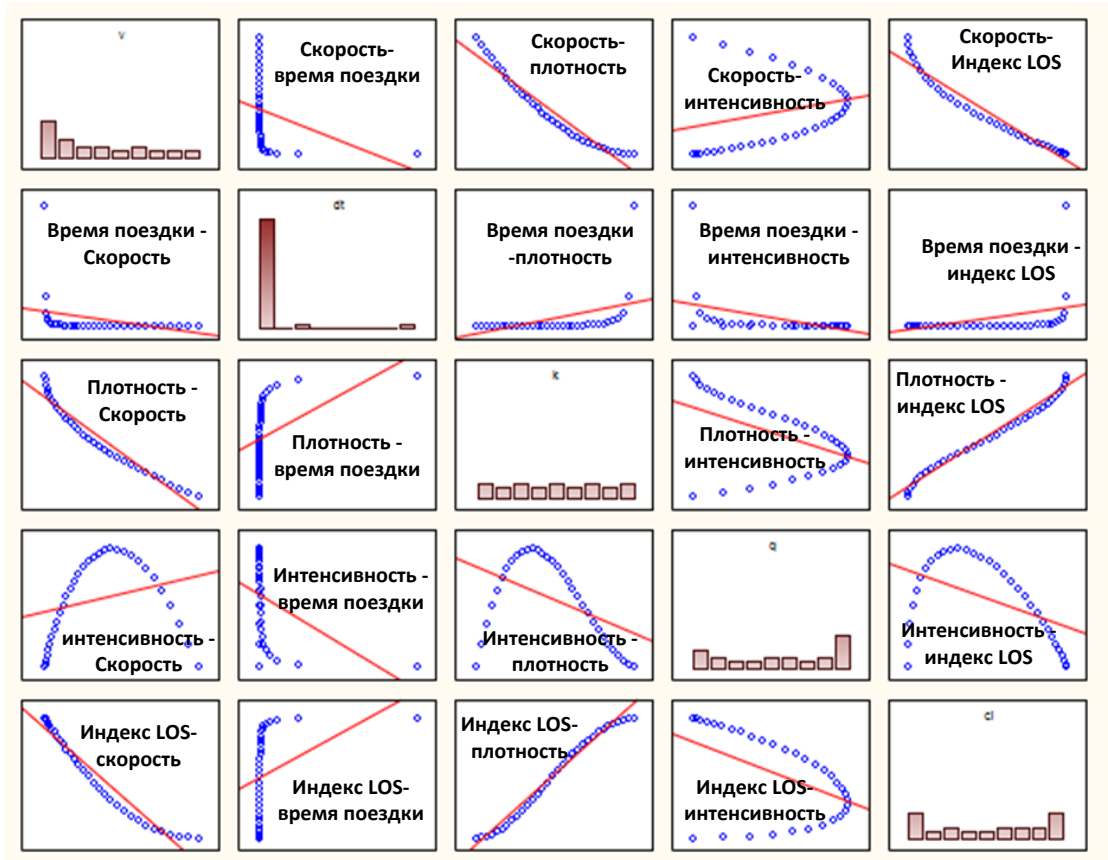 v
Скорость-
время поездки
Скорость-
плотность
Скорость-
интенсивность
Скорость-
Индекс LOS
Время поездки -
Скорость
dt
Время поездки
-плотность
Время поездки -
интенсивность
Время поездки -
индекс LOS
Плотность -
Скорость
Плотность -
время поездки
k
Плотность -
интенсивность
Плотность -
индекс LOS
интенсивность -
Скорость
Интенсивность -
время поездки
Интенсивность -
плотность
q
Интенсивность -
индекс LOS
Индекс LOS-
скорость
Индекс LOS-
время поездки
Индекс LOS-
плотность
Индекс LOS-
интенсивность
cl